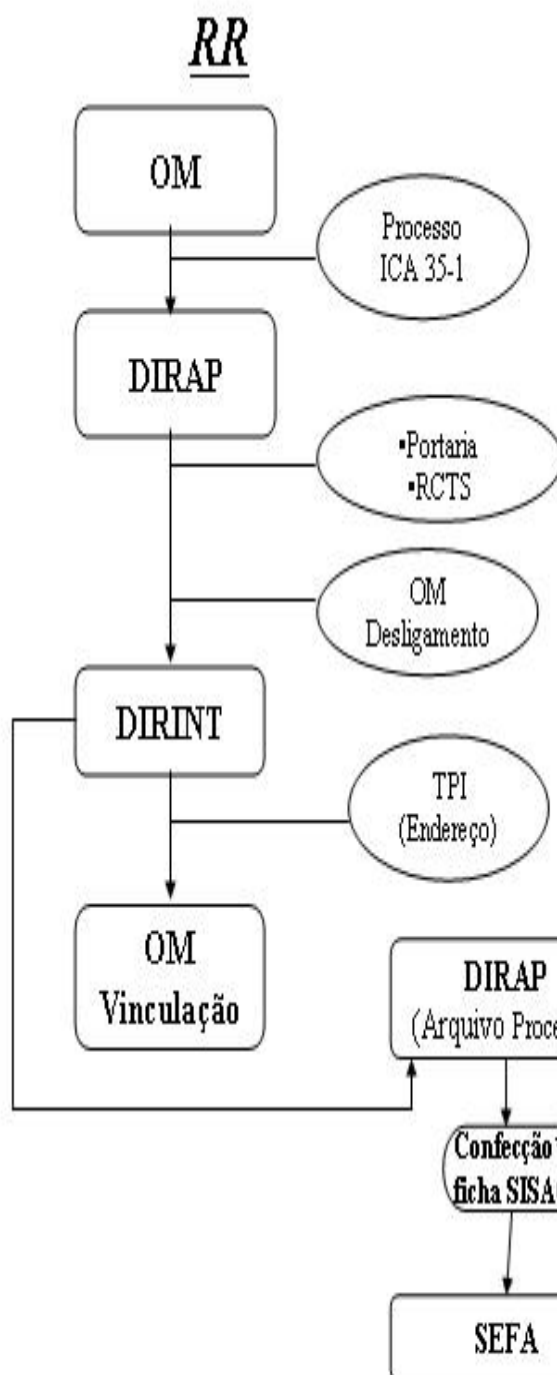 RR
OM
Processo
ICA 35-1
DIRAP
•Portaria
•RCTS
OM
Desligamento
DIRINT
TPI
(Endereço)
OM
Vinculação
DIRAP
(Arquivo
Confecção
ficha
SEFA